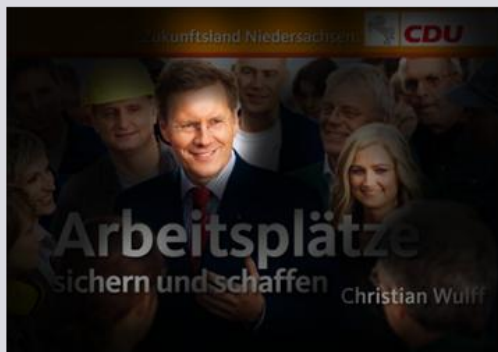 Zukunftsland Niedersachsen.
CDU
Arbeitsplätze
sichern und schaffen
Christian Wulff